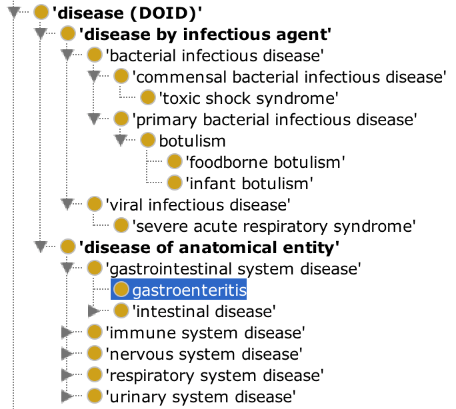 'disease (DOID)'
'disease by infectious agent'
'bacterial infectious disease'
'commensal bacterial infectious disease'
'toxic shock syndrome'
'primary bacterial infectious disease'
botulism
'foodborne botulism'
'infant botulism'
'viral infectious disease'
'severe acute respiratory syndrome'
'disease of anatomical entity'
'gastrointestinal system disease'
gastroenteritis
'intestinal disease'
'immune system disease'
'nervous system disease'
'respiratory system disease'
'urinary system disease'